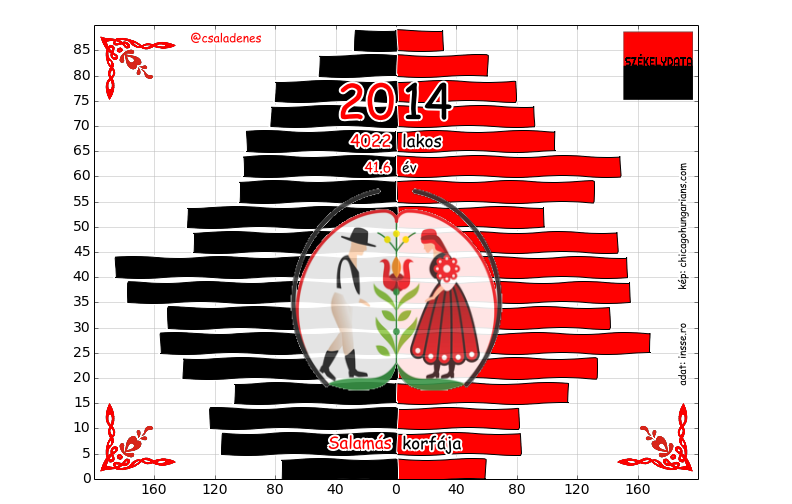 @csaladenes
SZÉKELYDATA
2014
4022 lakos
41.6 év
kép: chicagohungarians.com
adat: insse.ro
Salamás korfája
85
80
75
70
65
60
55
50
45
40
35
30
25
20
15
10
5
0
160 120 80 40 0 40 80 120 160